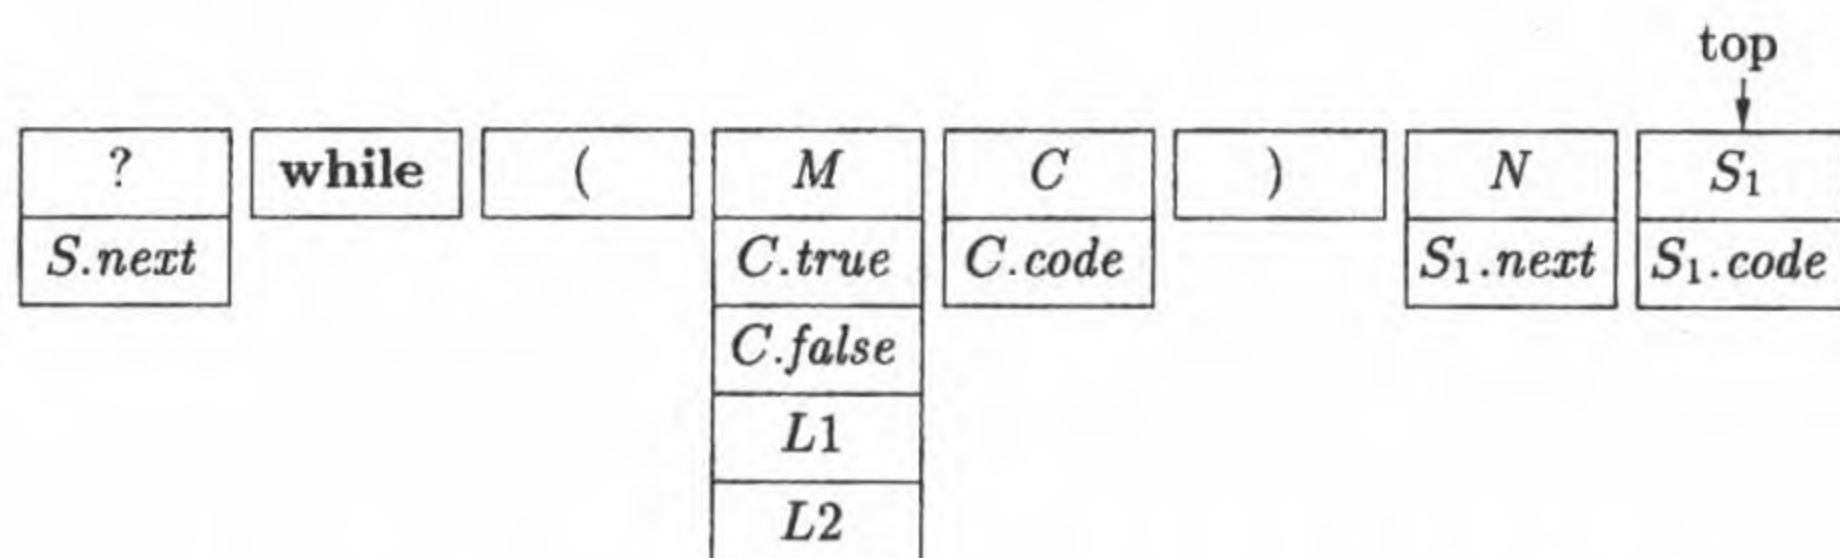 top
? while ( M C ) N S₁
S.next C.true C.code S₁.next S₁.code
C.false
L1
L2